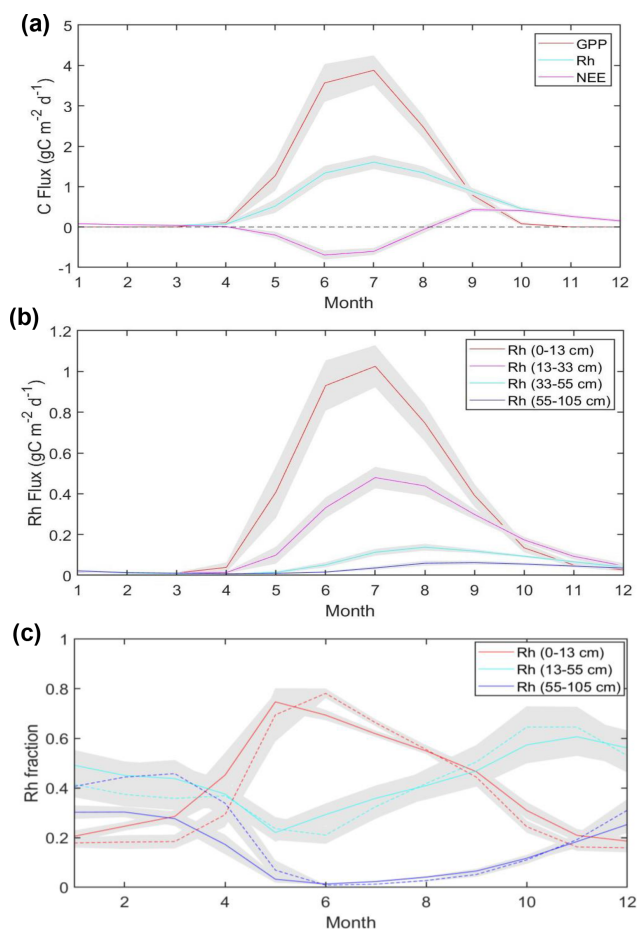 (a)
5
4
3
2
1
0
-1
C Flux (gC m⁻² d⁻¹)
GPP
Rh
NEE
1 2 3 4 5 6 7 8 9 10 11 12
Month
(b)
1.2
1
0.8
0.6
0.4
0.2
0
Rh Flux (gC m⁻² d⁻¹)
Rh (0-13 cm)
Rh (13-33 cm)
Rh (33-55 cm)
Rh (55-105 cm)
1 2 3 4 5 6 7 8 9 10 11 12
Month
(c)
1
0.8
0.6
0.4
0.2
0
Rh fraction
Rh (0-13 cm)
Rh (13-55 cm)
Rh (55-105 cm)
2 4 6 8 10 12
Month